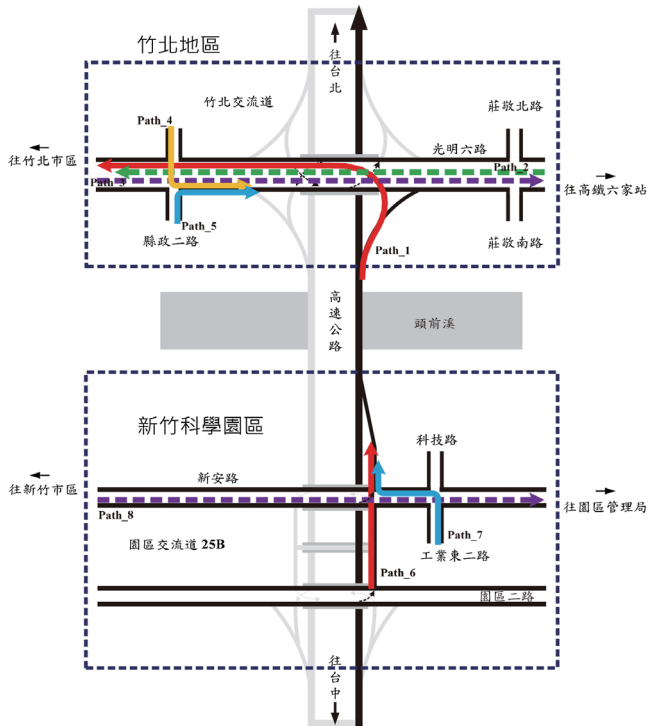 竹北地區
往台北
竹北交流道
莊敬北路
Path_4
光明六路
往竹北市區
Path_2
Path_3
往高鐵六家站
Path_5
縣政二路
莊敬南路
Path_1
高速公路
頭前溪
新竹科學園區
科技路
新安路
往新竹市區
往園區管理局
Path_8
Path_7
園區交流道 25B
工業東二路
Path_6
園區二路
往台中